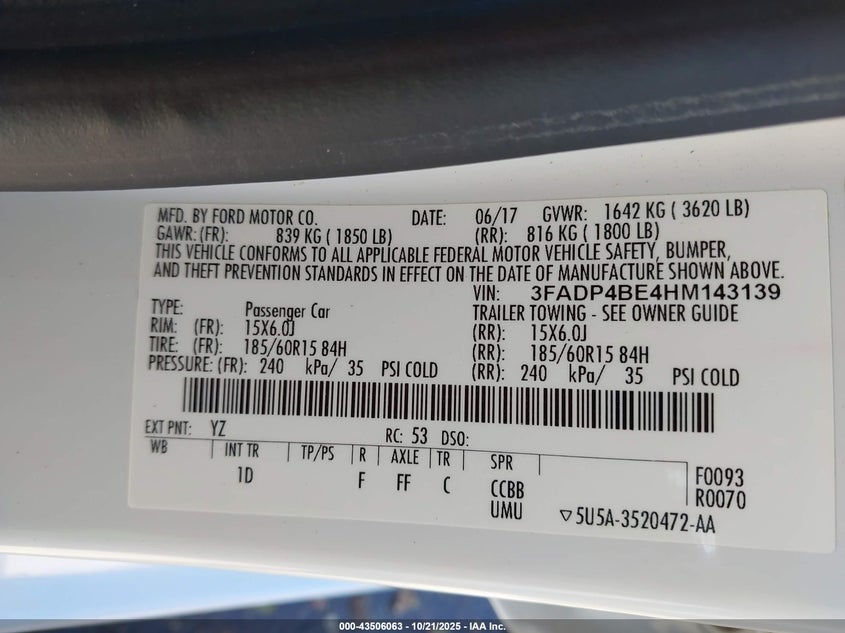 MFD. BY FORD MOTOR CO. DATE: 06/17 GVWR: 1642 KG ( 3620 LB)
GAWR: (FR): 839 KG ( 1850 LB) (RR): 816 KG ( 1800 LB)
THIS VEHICLE CONFORMS TO ALL APPLICABLE FEDERAL MOTOR VEHICLE SAFETY, BUMPER,
AND THEFT PREVENTION STANDARDS IN EFFECT ON THE DATE OF MANUFACTURE SHOWN ABOVE.
VIN: 3FADP4BE4HM143139
TYPE: Passenger Car TRAILER TOWING - SEE OWNER GUIDE
RIM: (FR): 15X6.0J (RR): 15X6.0J
TIRE: (FR): 185/60R15 84H (RR): 185/60R15 84H
PRESSURE: (FR): 240 kPa/ 35 PSI COLD (RR): 240 kPa/ 35 PSI COLD
EXT PNT: YZ RC: 53 DSO:
WB INT TR TP/PS R AXLE TR SPR
1D F FF C CCBB F0093
UMU R0070
▽5U5A-3520472-AA
000-43506063 | 10/21/2025 | IAA Inc.